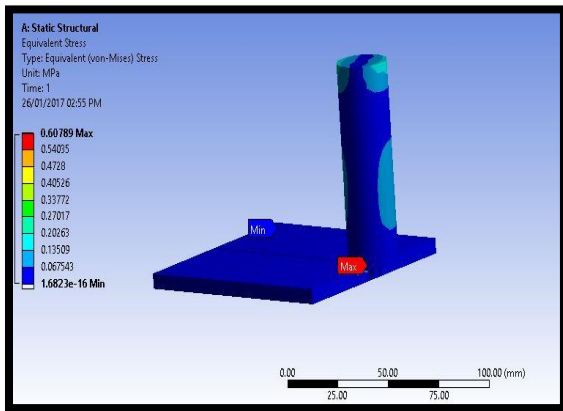 A: Static Structural
Equivalent Stress
Type: Equivalent (von-Mises) Stress
Unit: MPa
Time: 1
26/01/2017 02:55 PM
0.60789 Max
0.54035
0.4728
0.40526
0.33772
0.27017
0.20263
0.13509
0.067543
1.6823e-16 Min
Min
Max
0.00 50.00 100.00 (mm)
25.00 75.00